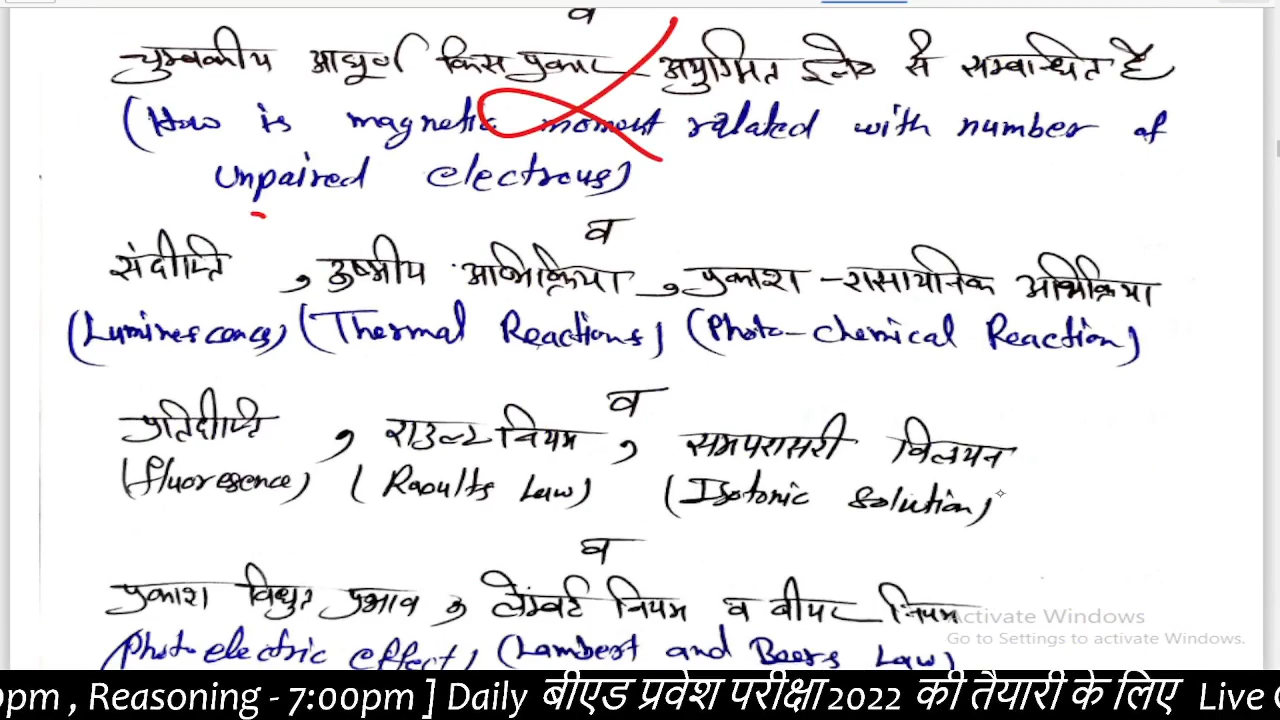 व
चुम्बकीय आघूर्ण किस प्रकार अयुग्मित इले० से सम्बन्धित है
(How is magnetic moment related with number of
Unpaired electrons)
व
संदीप्ति , ऊष्मीय अभिक्रिया , प्रकाश - रासायनिक अभिक्रिया
(Luminescence) (Thermal Reactions) (Photo-chemical Reaction)
व
प्रतिदीप्ति , राउल्ट नियम , समपरासरी विलयन
(fluoresence) (Raoults Law) (Isotonic Solution)
व
प्रकाश विधुत प्रभाव , लैम्बर्ट नियम व बीयर नियम
Activate Windows
Go to Settings to activate Windows.
(Photo electric effect, (Lambert and Beers Law)
0pm , Reasoning - 7:00pm ] Daily बीएड प्रवेश परीक्षा 2022 की तैयारी के लिए Live